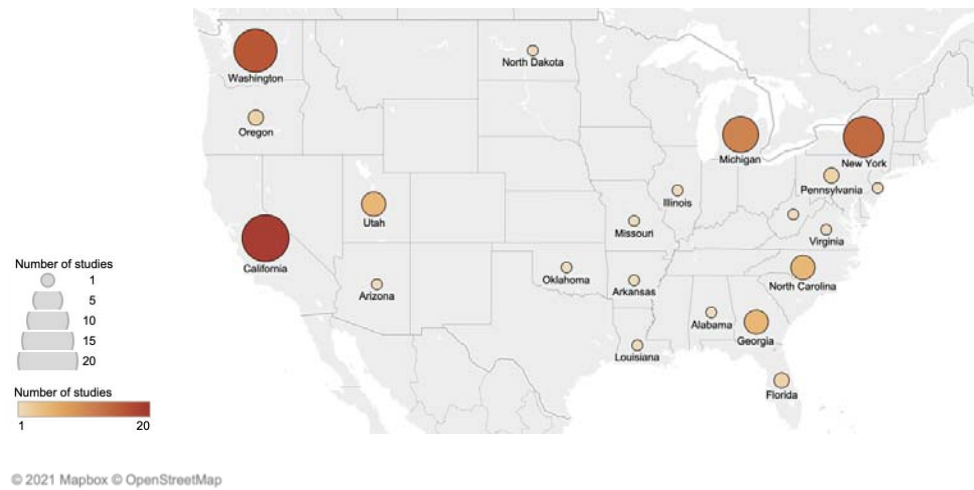 Washington
North Dakota
Oregon
Michigan
New York
Pennsylvania
Illinois
Utah
Missouri
Virginia
California
Oklahoma
Arkansas
North Carolina
Arizona
Alabama
Georgia
Louisiana
Florida
Number of studies
1
5
10
15
20
Number of studies
1 20
© 2021 Mapbox © OpenStreetMap